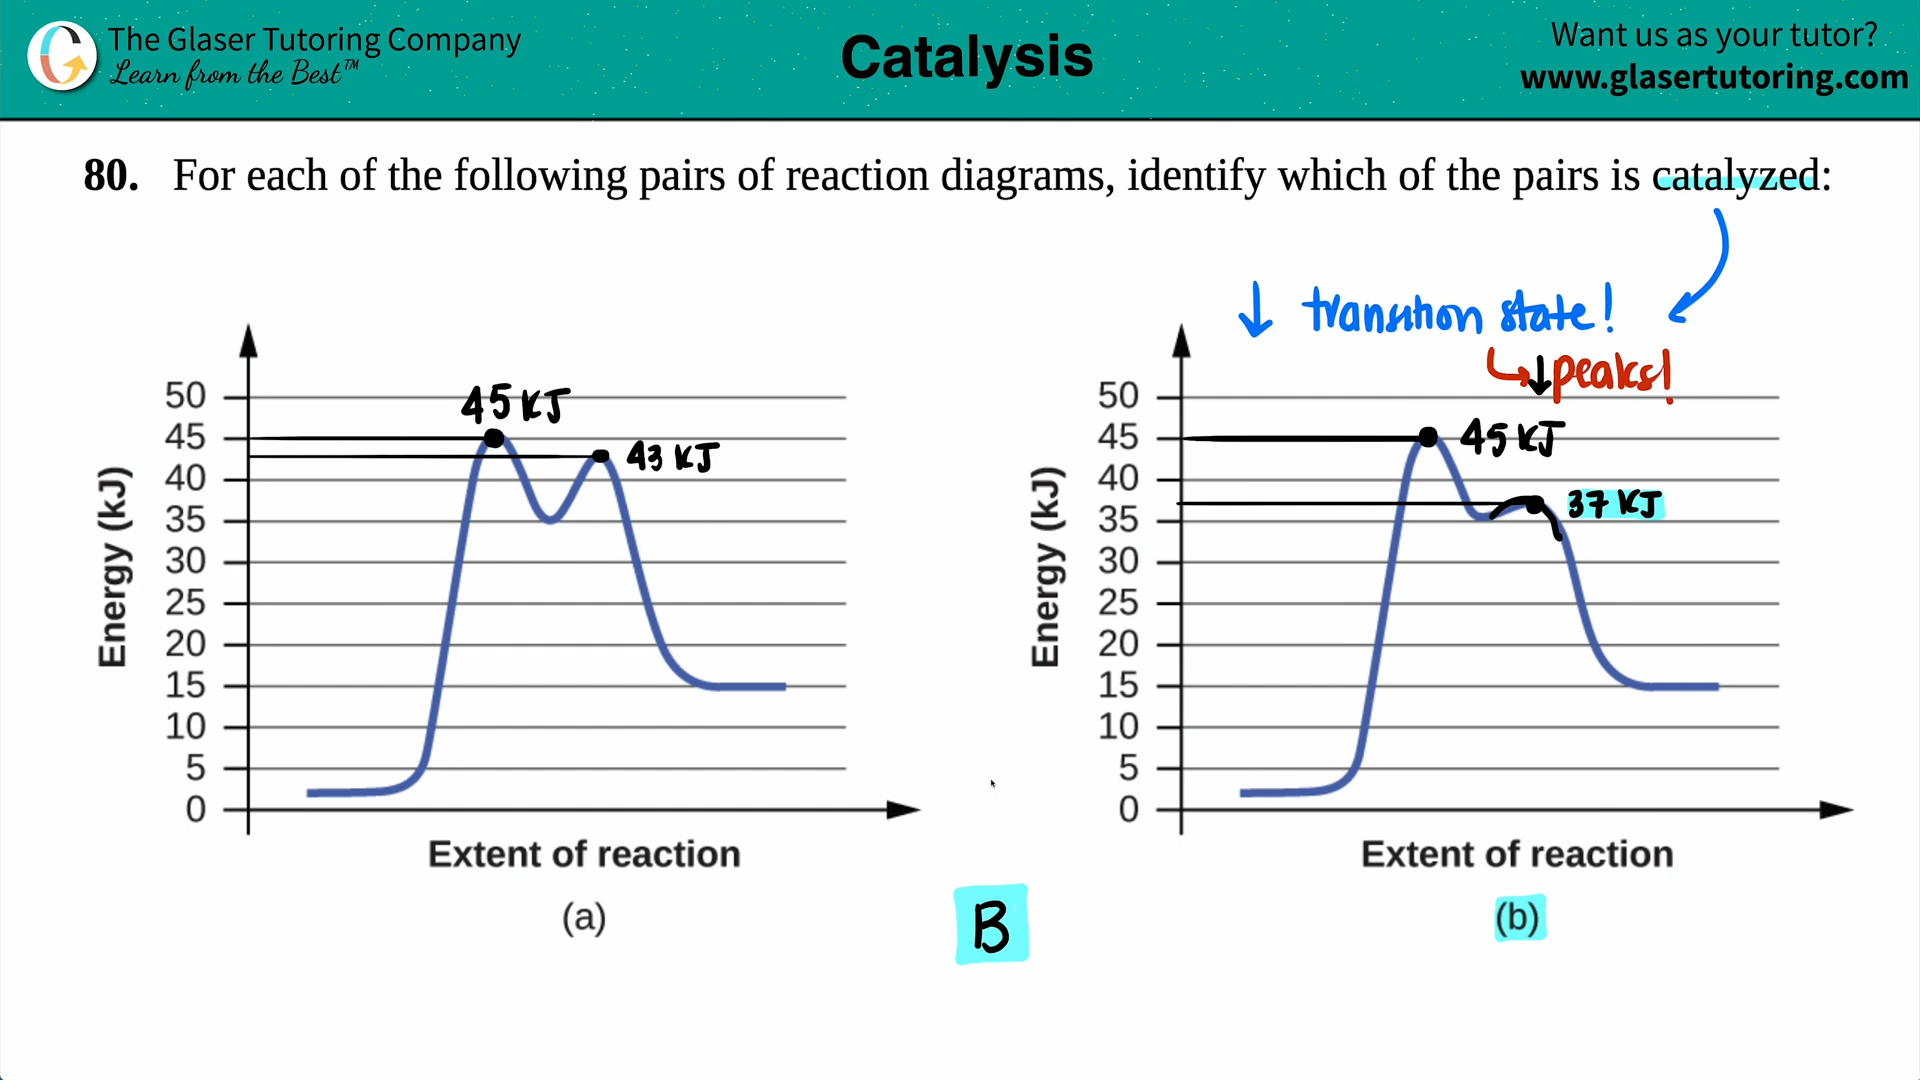 The Glaser Tutoring Company
Learn from the Best™
Catalysis
Want us as your tutor?
www.glasertutoring.com
80. For each of the following pairs of reaction diagrams, identify which of the pairs is catalyzed:
↓ transition state!
↳ ↓ peaks!
50
45
40
35
30
25
20
15
10
5
0
Energy (kJ)
45 KJ
43 KJ
Extent of reaction
(a)
B
50
45
40
35
30
25
20
15
10
5
0
Energy (kJ)
45 KJ
37 KJ
Extent of reaction
(b)